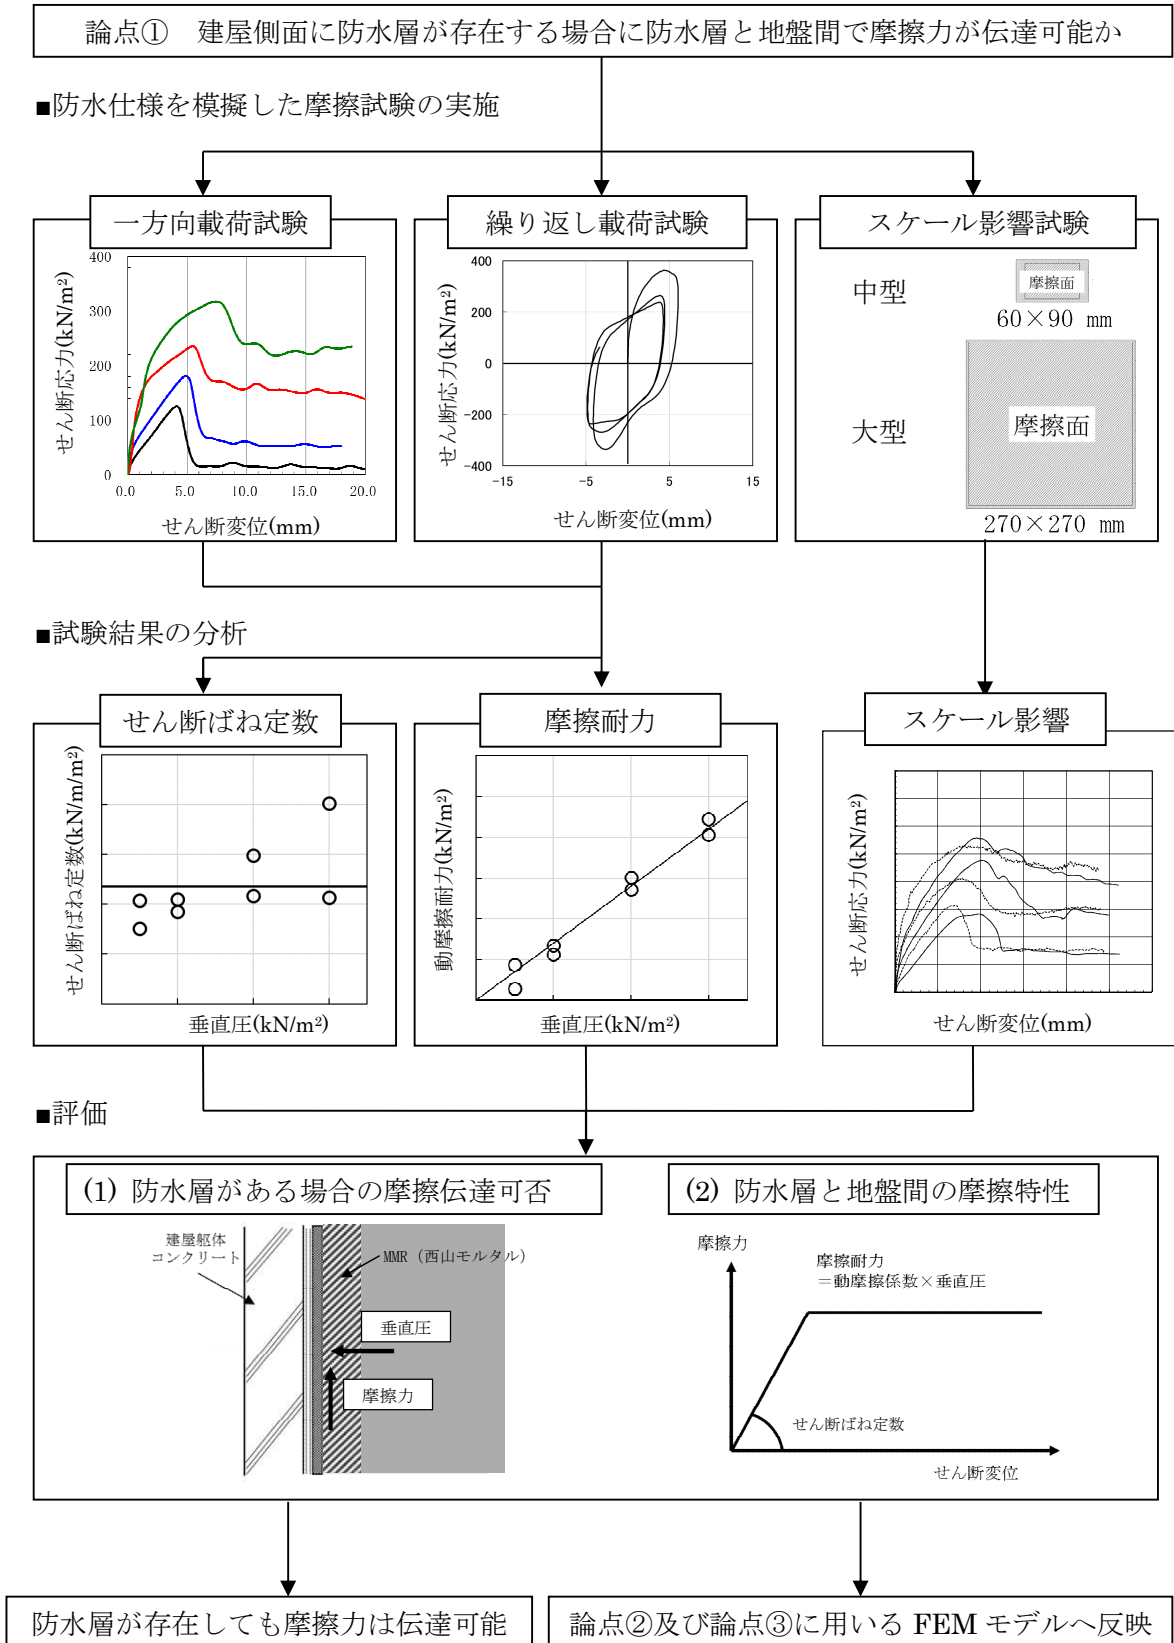 論点①　建屋側面に防水層が存在する場合に防水層と地盤間で摩擦力が伝達可能か
■防水仕様を模擬した摩擦試験の実施
一方向載荷試験
せん断応力(kN/m²)
400
300
200
100
0
0.0 5.0 10.0 15.0 20.0
せん断変位(mm)
繰り返し載荷試験
せん断応力(kN/m²)
400
200
0
-200
-400
-15 -5 5 15
せん断変位(mm)
スケール影響試験
中型
摩擦面
60×90 mm
大型
摩擦面
270×270 mm
■試験結果の分析
せん断ばね定数
せん断ばね定数(kN/m/m²)
垂直圧(kN/m²)
摩擦耐力
動摩擦耐力(kN/m²)
垂直圧(kN/m²)
スケール影響
せん断応力(kN/m²)
せん断変位(mm)
■評価
(1) 防水層がある場合の摩擦伝達可否
建屋躯体
コンクリート
MMR（西山モルタル）
垂直圧
摩擦力
(2) 防水層と地盤間の摩擦特性
摩擦力
摩擦耐力
＝動摩擦係数×垂直圧
せん断ばね定数
せん断変位
防水層が存在しても摩擦力は伝達可能
論点②及び論点③に用いる FEM モデルへ反映